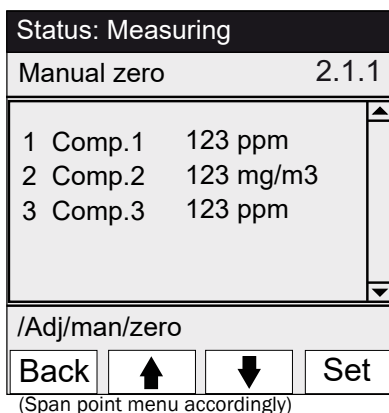 Status: Measuring
Manual zero 2.1.1
1 Comp.1 123 ppm
2 Comp.2 123 mg/m3
3 Comp.3 123 ppm
/Adj/man/zero
Back Set
(Span point menu accordingly)